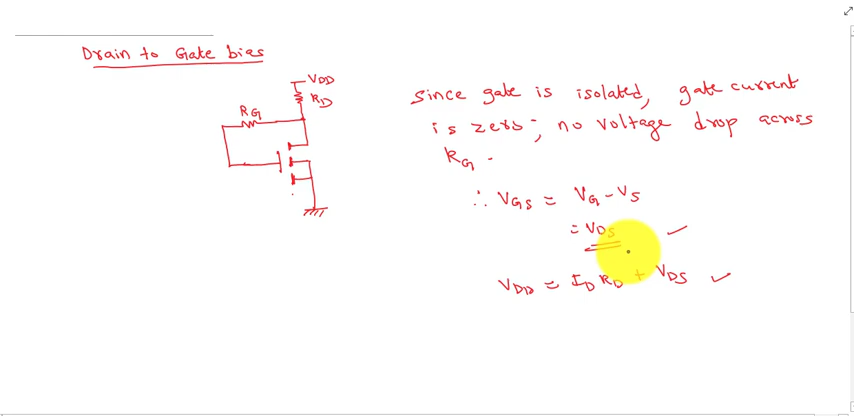 Drain to Gate bias
VDD
RD
RG
Since gate is isolated, gate current
is zero; no voltage drop across
RG.
∴ VGS = VG - VS
= VDS
VDD = ID RD + VDS